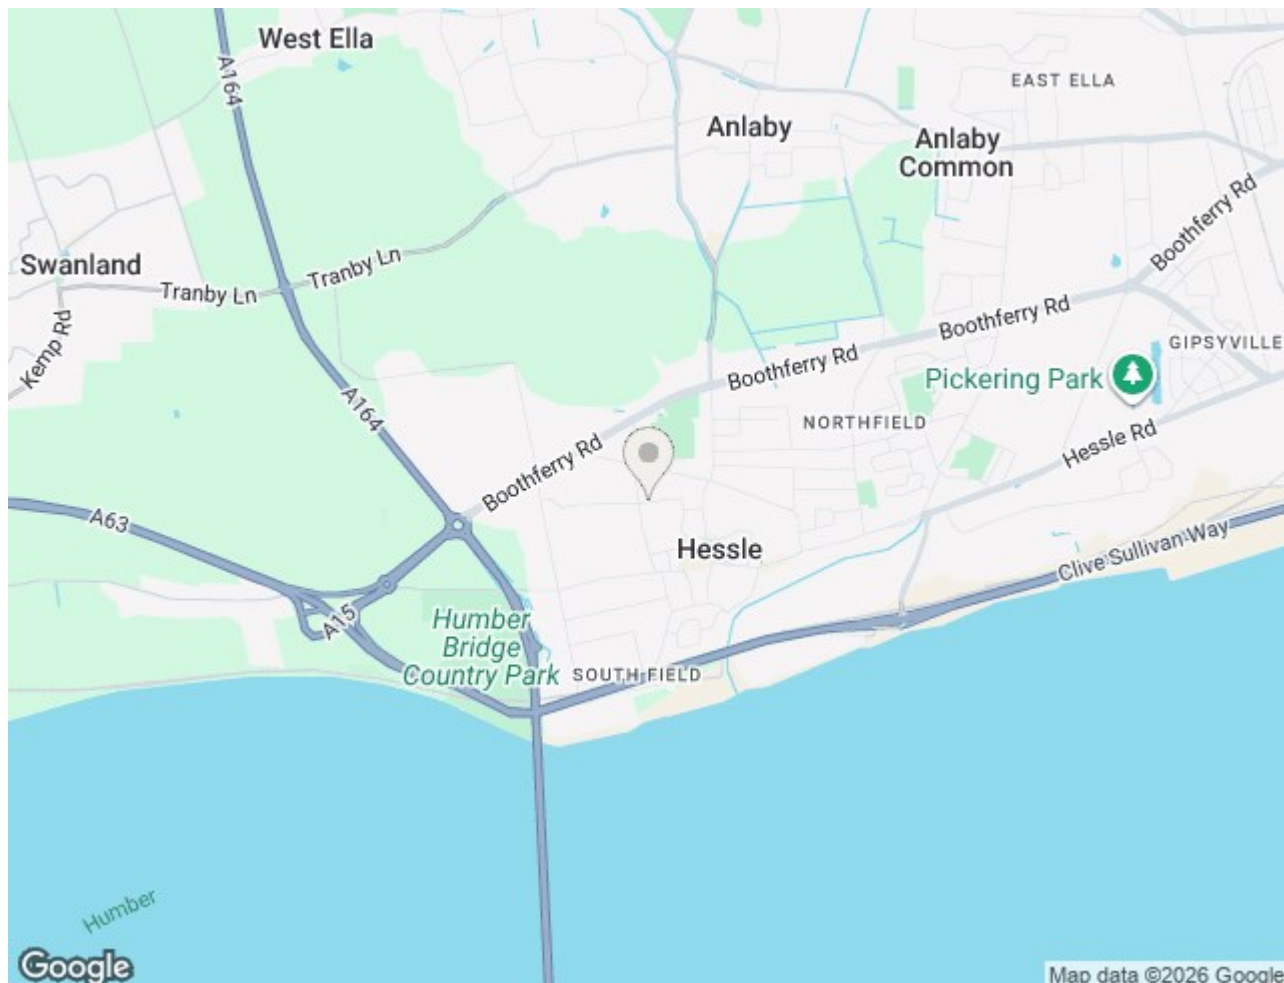 West Ella
A164
EAST ELLA
Anlaby
Anlaby
Common
Boothferry Rd
Swanland
Tranby Ln
Tranby Ln
Kemp Rd
Boothferry Rd
GIPSYVILLE
Boothferry Rd
Pickering Park
A164
NORTHFIELD
Hessle Rd
Boothferry Rd
A63
Hessle
Clive Sullivan Way
A15
Humber
Bridge
Country Park
SOUTH FIELD
Humber
Google
Map data ©2026 Google